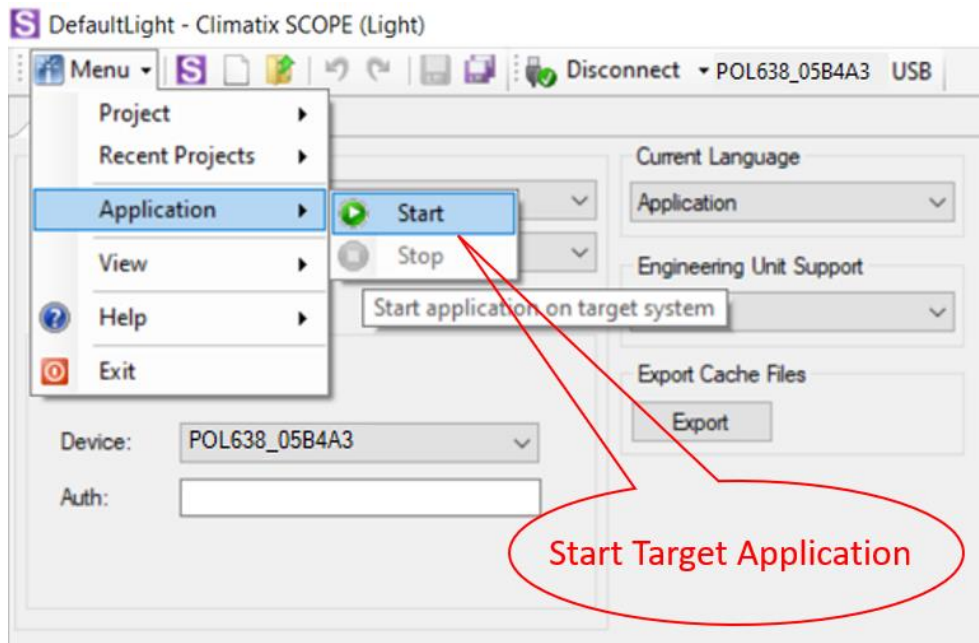 S DefaultLight - Climatix SCOPE (Light)
Menu S Disconnect POL638_05B4A3 USB
Project
Recent Projects
Application
Start
Stop
Start application on target system
View
Help
Exit
Current Language
Application
Engineering Unit Support
Export Cache Files
Export
Device: POL638_05B4A3
Auth:
Start Target Application